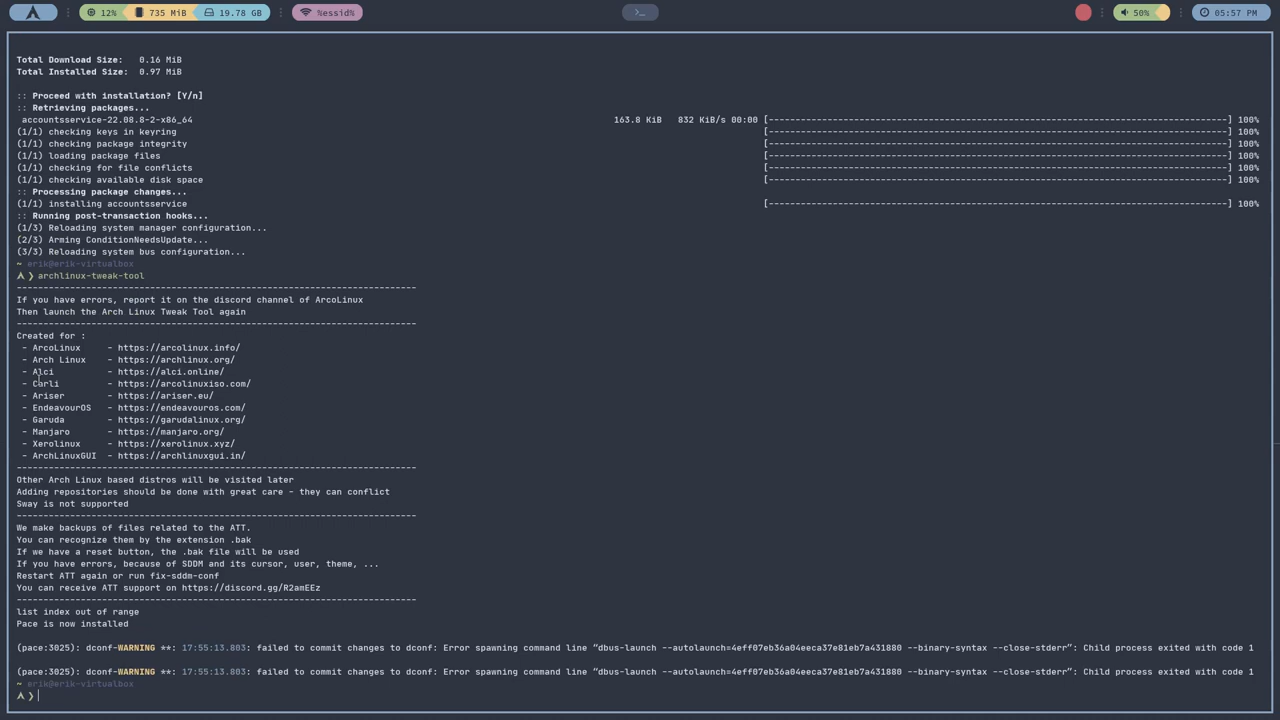 12% 735 MiB 19.78 GB %essid% >_ 50% 05:57 PM
Total Download Size: 0.16 MiB
Total Installed Size: 0.97 MiB
:: Proceed with installation? [Y/n]
:: Retrieving packages...
accountsservice-22.08.8-2-x86_64 163.8 KiB 832 KiB/s 00:00 [--------------------------------------------------------------------------------------] 100%
(1/1) checking keys in keyring [--------------------------------------------------------------------------------------] 100%
(1/1) checking package integrity [--------------------------------------------------------------------------------------] 100%
(1/1) loading package files [--------------------------------------------------------------------------------------] 100%
(1/1) checking for file conflicts [--------------------------------------------------------------------------------------] 100%
(1/1) checking available disk space [--------------------------------------------------------------------------------------] 100%
:: Processing package changes...
(1/1) installing accountsservice [--------------------------------------------------------------------------------------] 100%
:: Running post-transaction hooks...
(1/3) Reloading system manager configuration...
(2/3) Arming ConditionNeedsUpdate...
(3/3) Reloading system bus configuration...
~ erik@erik-virtualbox
❯ archlinux-tweak-tool
---------------------------------------------------------------------------
If you have errors, report it on the discord channel of ArcoLinux
Then launch the Arch Linux Tweak Tool again
---------------------------------------------------------------------------
Created for :
- ArcoLinux - https://arcolinux.info/
- Arch Linux - https://archlinux.org/
- Alci - https://alci.online/
- Carli - https://arcolinuxiso.com/
- Ariser - https://ariser.eu/
- EndeavourOS - https://endeavouros.com/
- Garuda - https://garudalinux.org/
- Manjaro - https://manjaro.org/
- Xerolinux - https://xerolinux.xyz/
- ArchLinuxGUI - https://archlinuxgui.in/
---------------------------------------------------------------------------
Other Arch Linux based distros will be visited later
Adding repositories should be done with great care - they can conflict
Sway is not supported
---------------------------------------------------------------------------
We make backups of files related to the ATT.
You can recognize them by the extension .bak
If we have a reset button, the .bak file will be used
If you have errors, because of SDDM and its cursor, user, theme, ...
Restart ATT again or run fix-sddm-conf
You can receive ATT support on https://discord.gg/R2amEEz
---------------------------------------------------------------------------
list index out of range
Pace is now installed
(pace:3025): dconf-WARNING **: 17:55:13.803: failed to commit changes to dconf: Error spawning command line “dbus-launch --autolaunch=4eff07eb36a04eeca37e81eb7a431880 --binary-syntax --close-stderr”: Child process exited with code 1
(pace:3025): dconf-WARNING **: 17:55:13.803: failed to commit changes to dconf: Error spawning command line “dbus-launch --autolaunch=4eff07eb36a04eeca37e81eb7a431880 --binary-syntax --close-stderr”: Child process exited with code 1
~ erik@erik-virtualbox
❯